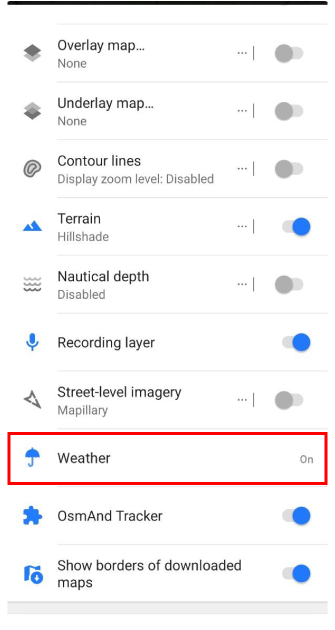 Overlay map...
None
Underlay map...
None
Contour lines
Display zoom level: Disabled
Terrain
Hillshade
Nautical depth
Disabled
Recording layer
Street-level imagery
Mapillary
Weather
On
OsmAnd Tracker
Show borders of downloaded
maps